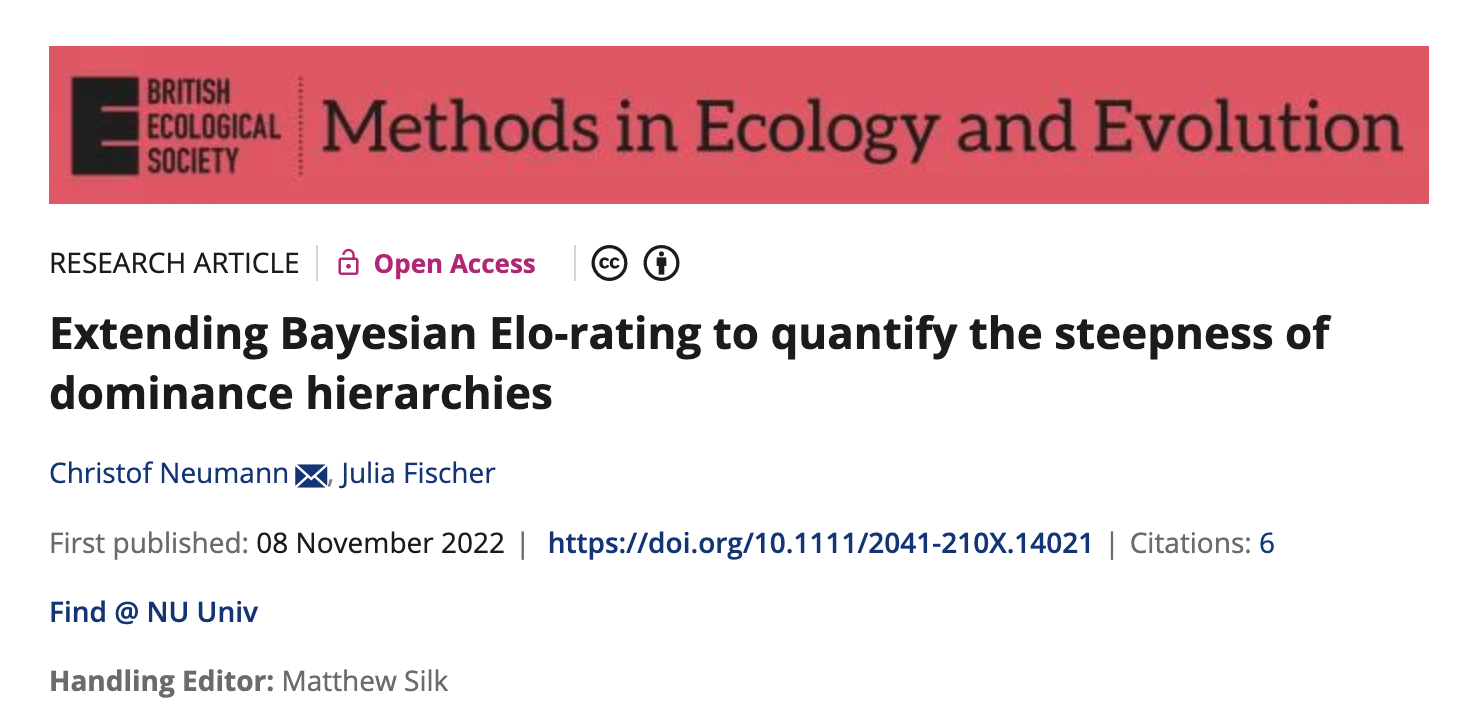 BRITISH
ECOLOGICAL
SOCIETY
Methods in Ecology and Evolution
RESEARCH ARTICLE Open Access cc
Extending Bayesian Elo-rating to quantify the steepness of
dominance hierarchies
Christof Neumann, Julia Fischer
First published: 08 November 2022 | https://doi.org/10.1111/2041-210X.14021 | Citations: 6
Find @ NU Univ
Handling Editor: Matthew Silk